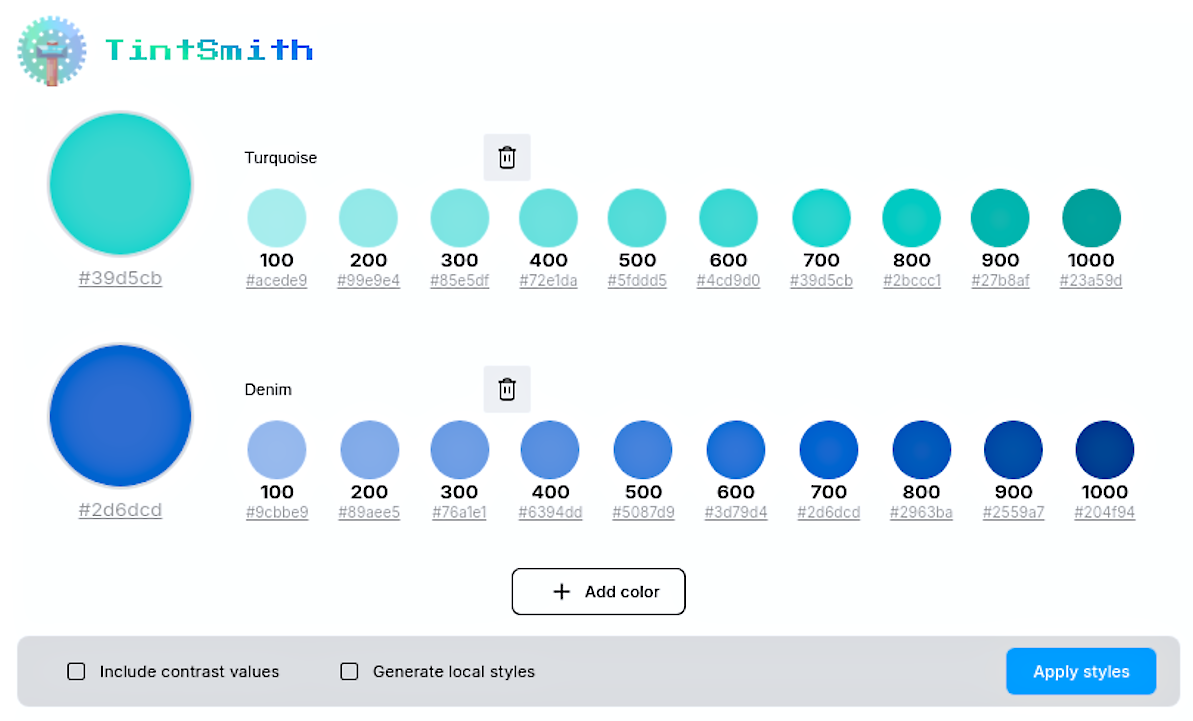 TintSmith
Turquoise
100 200 300 400 500 600 700 800 900 1000
#39d5cb #acede9 #99e9e4 #85e5df #72e1da #5fddd5 #4cd9d0 #39d5cb #2bccc1 #27b8af #23a59d
Denim
100 200 300 400 500 600 700 800 900 1000
#2d6dcd #9cbbe9 #89aee5 #76a1e1 #6394dd #5087d9 #3d79d4 #2d6dcd #2963ba #2559a7 #204f94
Add color
Include contrast values Generate local styles Apply styles